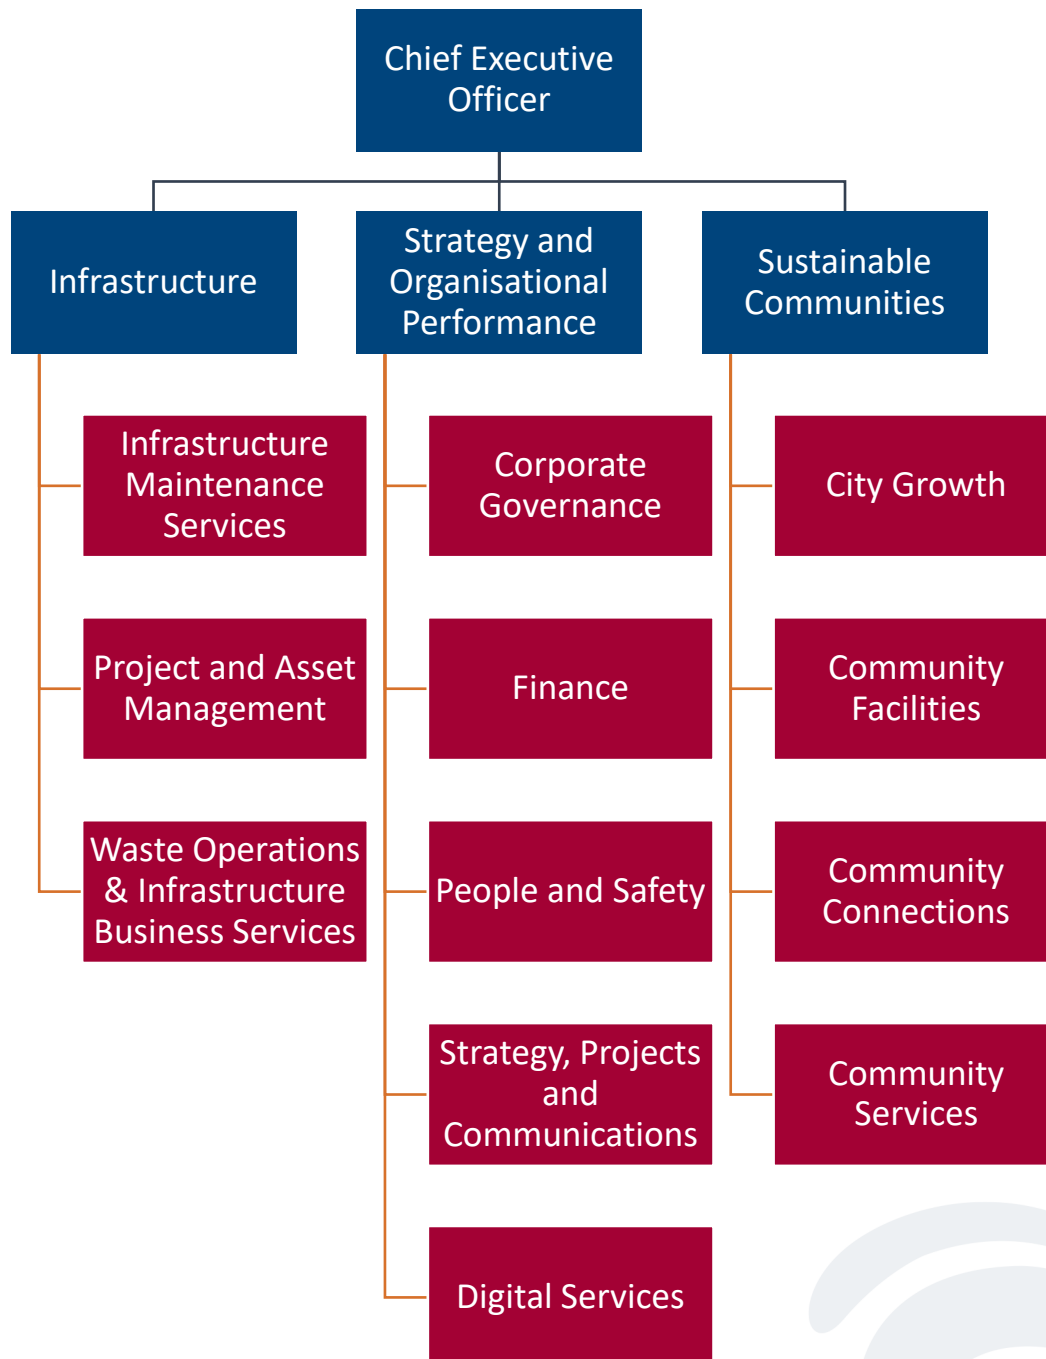 Chief Executive
Officer
Infrastructure
Strategy and
Organisational
Performance
Sustainable
Communities
Infrastructure
Maintenance
Services
Project and Asset
Management
Waste Operations
& Infrastructure
Business Services
Corporate
Governance
Finance
People and Safety
Strategy, Projects
and
Communications
Digital Services
City Growth
Community
Facilities
Community
Connections
Community
Services